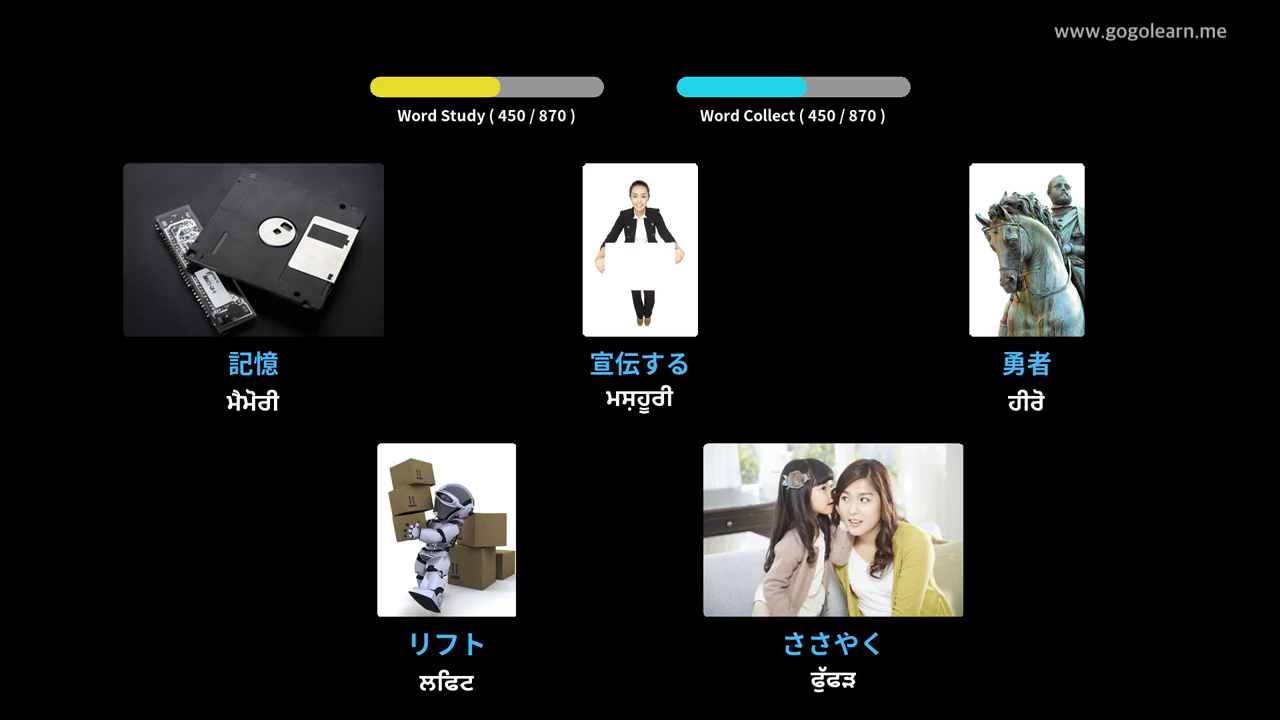 www.gogolearn.me
Word Study ( 450 / 870 )
Word Collect ( 450 / 870 )
記憶
ਮੈਮੋਰੀ
宣伝する
ਮਸ਼ਹੂਰੀ
勇者
ਹੀਰੋ
リフト
ਲਫਿਟ
ささやく
ਫੁੱਫੜ